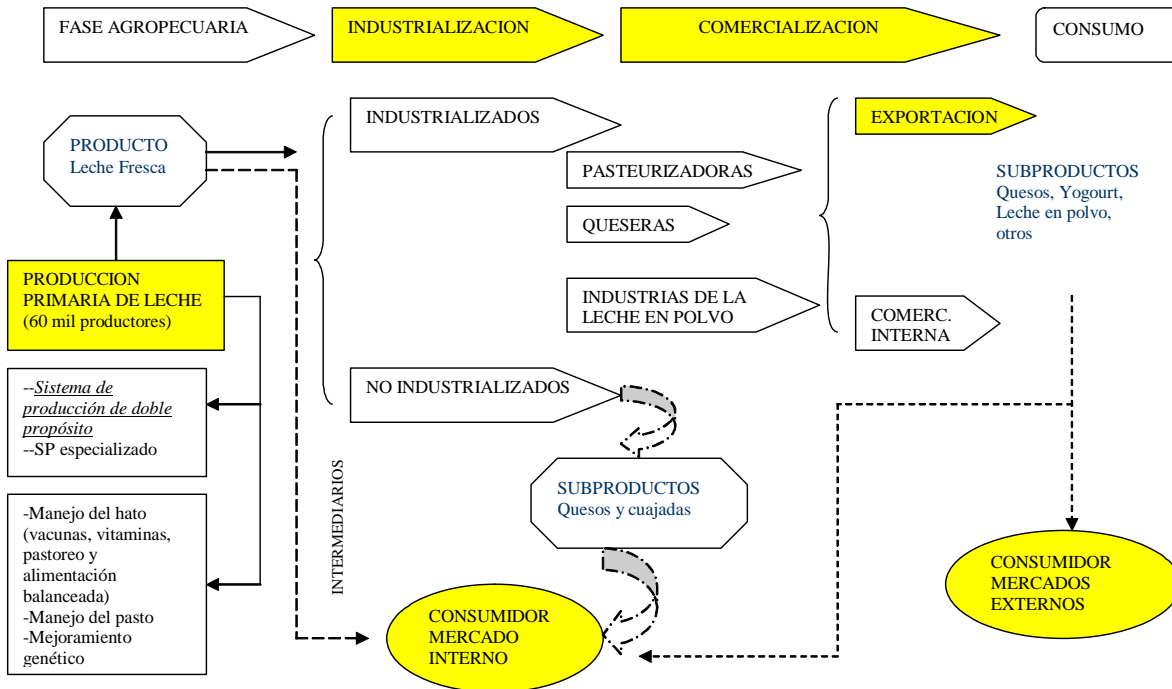 FASE AGROPECUARIA
INDUSTRIALIZACION
COMERCIALIZACION
CONSUMO
PRODUCTO
Leche Fresca
PRODUCCION
PRIMARIA DE LECHE
(60 mil productores)
--Sistema de
producción de doble
propósito
--SP especializado
-Manejo del hato
(vacunas, vitaminas,
pastoreo y
alimentación
balanceada)
-Manejo del pasto
-Mejoramiento
genético
INTERMEDIARIOS
INDUSTRIALIZADOS
PASTEURIZADORAS
QUESERAS
INDUSTRIAS DE LA
LECHE EN POLVO
NO INDUSTRIALIZADOS
SUBPRODUCTOS
Quesos y cuajadas
CONSUMIDOR
MERCADO
INTERNO
EXPORTACION
COMERC.
INTERNA
SUBPRODUCTOS
Quesos, Yogourt,
Leche en polvo,
otros
CONSUMIDOR
MERCADOS
EXTERNOS